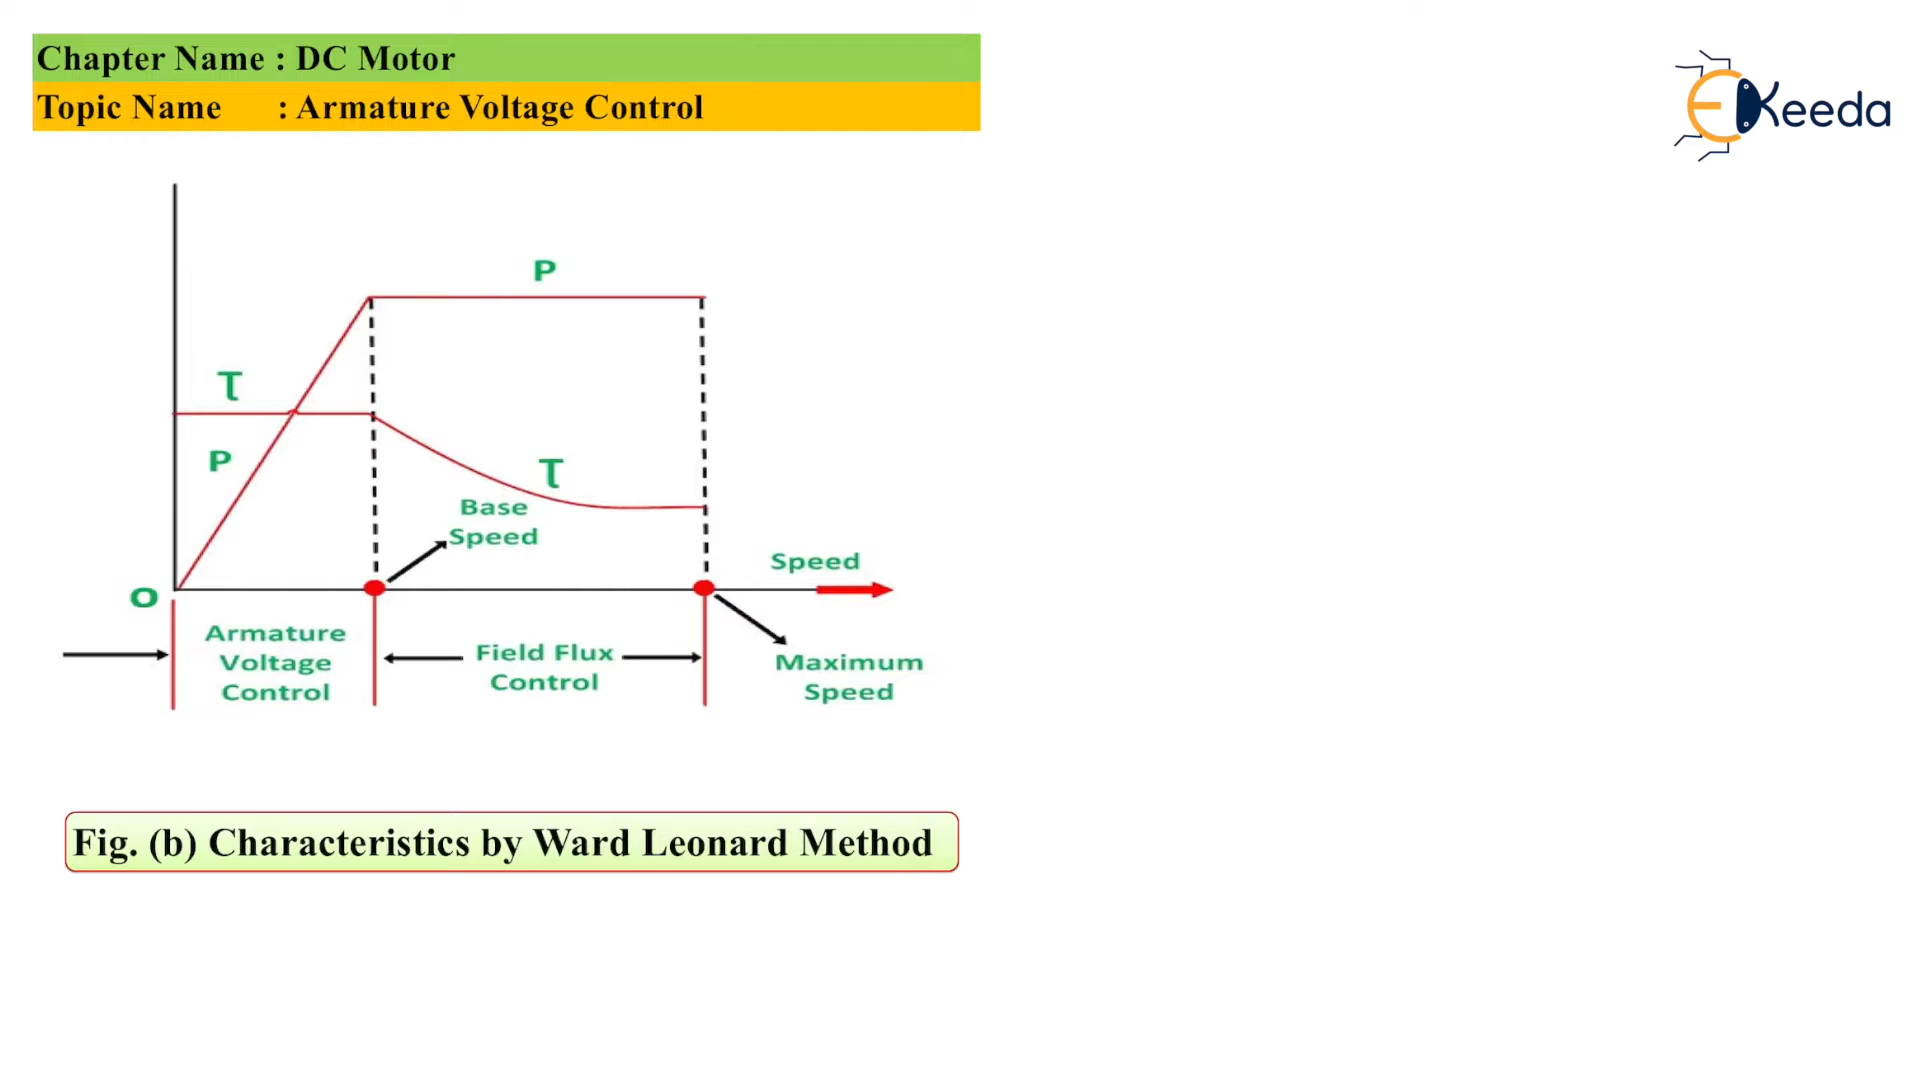 Chapter Name : DC Motor
Topic Name : Armature Voltage Control
EKeeda
P
τ
P
τ
Base
Speed
Speed
O
Armature
Voltage
Control
Field Flux
Control
Maximum
Speed
Fig. (b) Characteristics by Ward Leonard Method